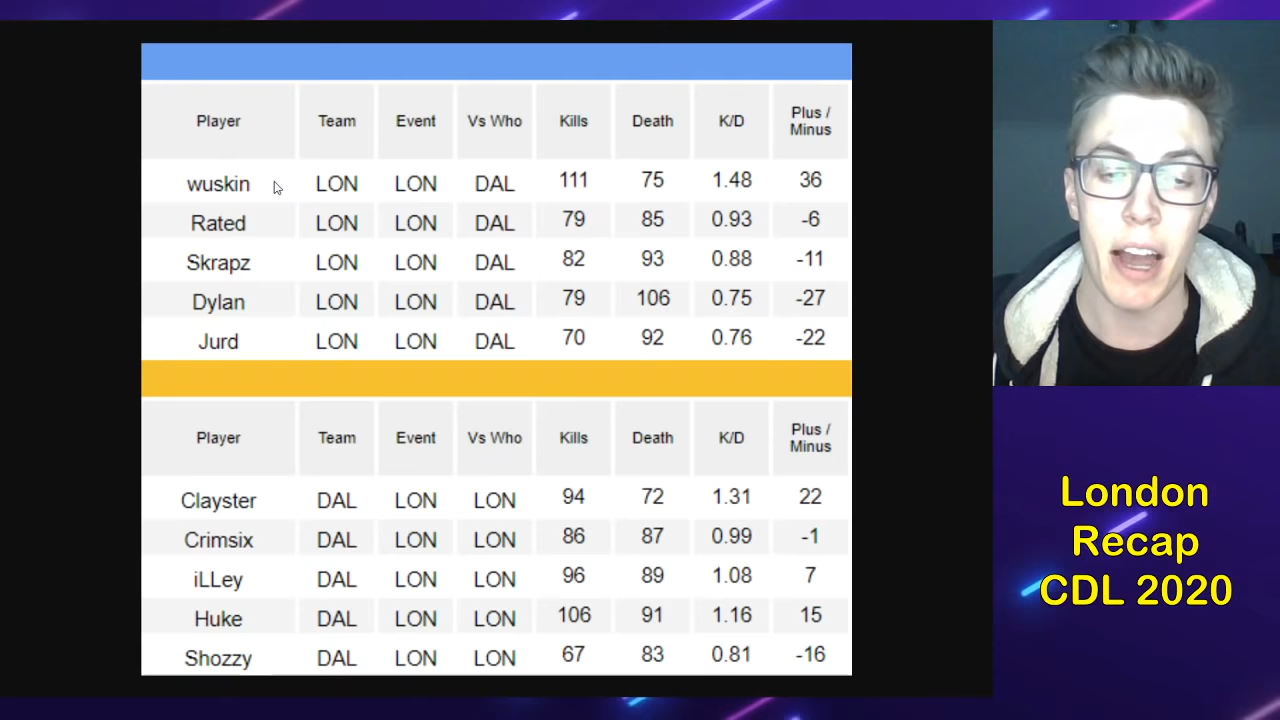 Player Team Event Vs Who Kills Death K/D Plus /
Minus
wuskin LON LON DAL 111 75 1.48 36
Rated LON LON DAL 79 85 0.93 -6
Skrapz LON LON DAL 82 93 0.88 -11
Dylan LON LON DAL 79 106 0.75 -27
Jurd LON LON DAL 70 92 0.76 -22
Player Team Event Vs Who Kills Death K/D Plus /
Minus
Clayster DAL LON LON 94 72 1.31 22
Crimsix DAL LON LON 86 87 0.99 -1
iLLey DAL LON LON 96 89 1.08 7
Huke DAL LON LON 106 91 1.16 15
Shozzy DAL LON LON 67 83 0.81 -16
London
Recap
CDL 2020